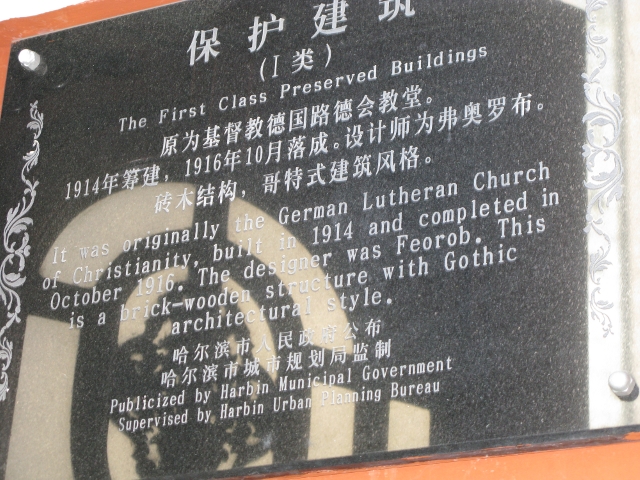 保护建筑
(I类)
The First Class Preserved Buildings
原为基督教德国路德会教堂。
1914年筹建，1916年10月落成。设计师为弗奥罗布。
砖木结构，哥特式建筑风格。
It was originally the German Lutheran Church
of Christianity, built in 1914 and completed in
October 1916. The designer was Feorob. This
is a brick-wooden structure with Gothic
architectural style.
哈尔滨市人民政府公布
哈尔滨市城市规划局监制
Publicized by Harbin Municipal Government
Supervised by Harbin Urban Planning Bureau